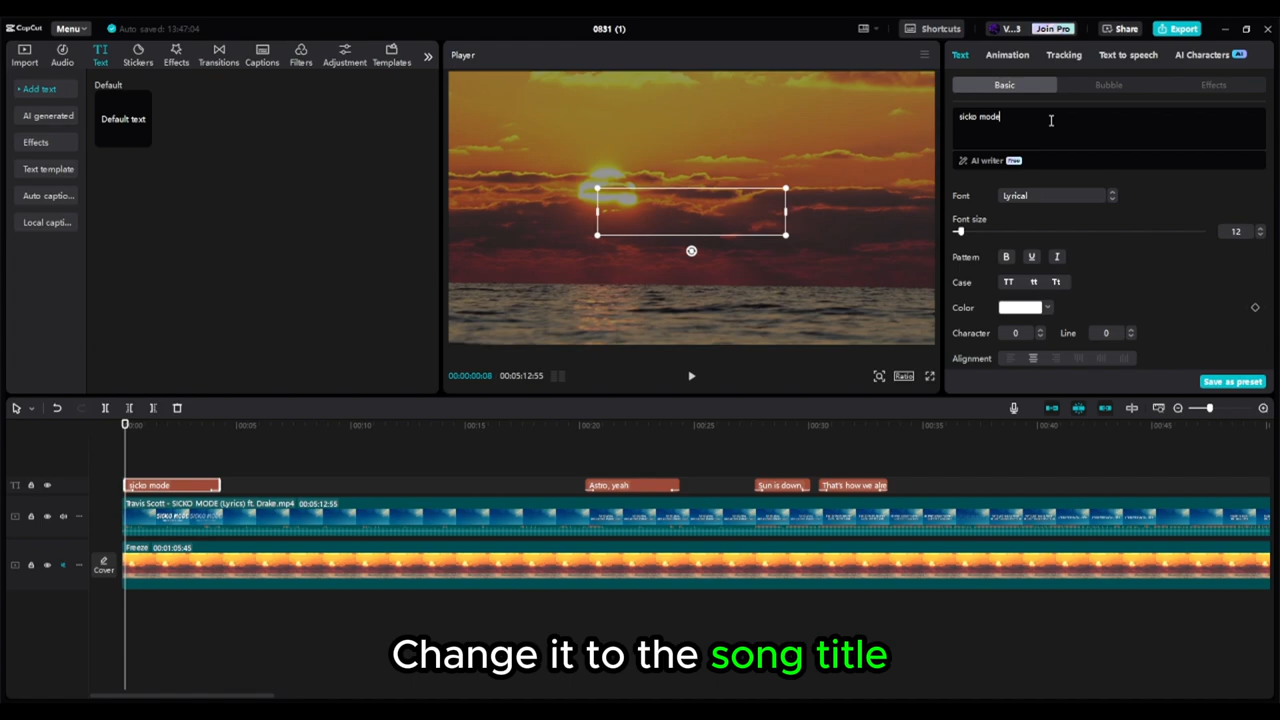 CapCut
Menu
Auto saved: 13:47:04
0831 (1)
Shortcuts
V...3
Join Pro
Share
Export
Import
Audio
TI
Text
Stickers
Effects
Transitions
Captions
Filters
Adjustment
Templates
Add text
AI generated
Effects
Text template
Auto captio...
Local capti...
Default
Default text
Player
00:00:00:08
00:05:12:55
Ratio
Text
Animation
Tracking
Text to speech
AI Characters
AI
Basic
Bubble
Effects
sicko mode
AI writer
Free
Font
Lyrical
Font size
12
Pattern
B
U
I
Case
TT
tt
Tt
Color
Character
0
Line
0
Alignment
Save as preset
00:00
|00:05
|00:10
|00:15
|00:20
|00:25
|00:30
|00:35
|00:40
|00:45
TI
sicko mode
Astro, yeah
Sun is down,
That's how we alre
Travis Scott - SICKO MODE (Lyrics) ft. Drake.mp4
00:05:12:55
Cover
Freeze
00:01:05:45
Change it to the song title